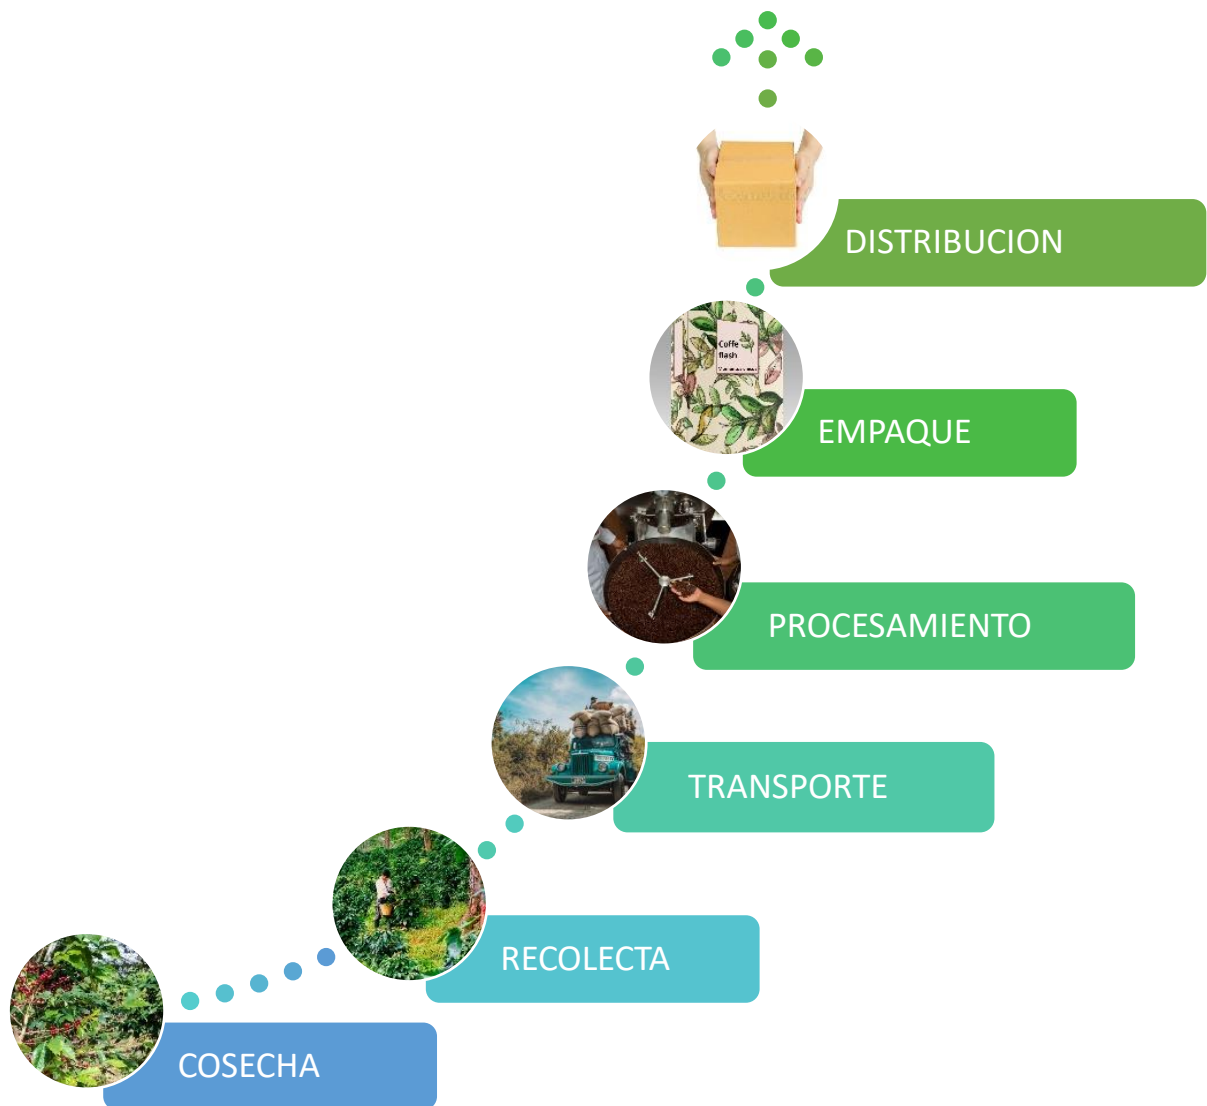 DISTRIBUCION
Coffe
flash
EMPAQUE
PROCESAMIENTO
TRANSPORTE
RECOLECTA
COSECHA